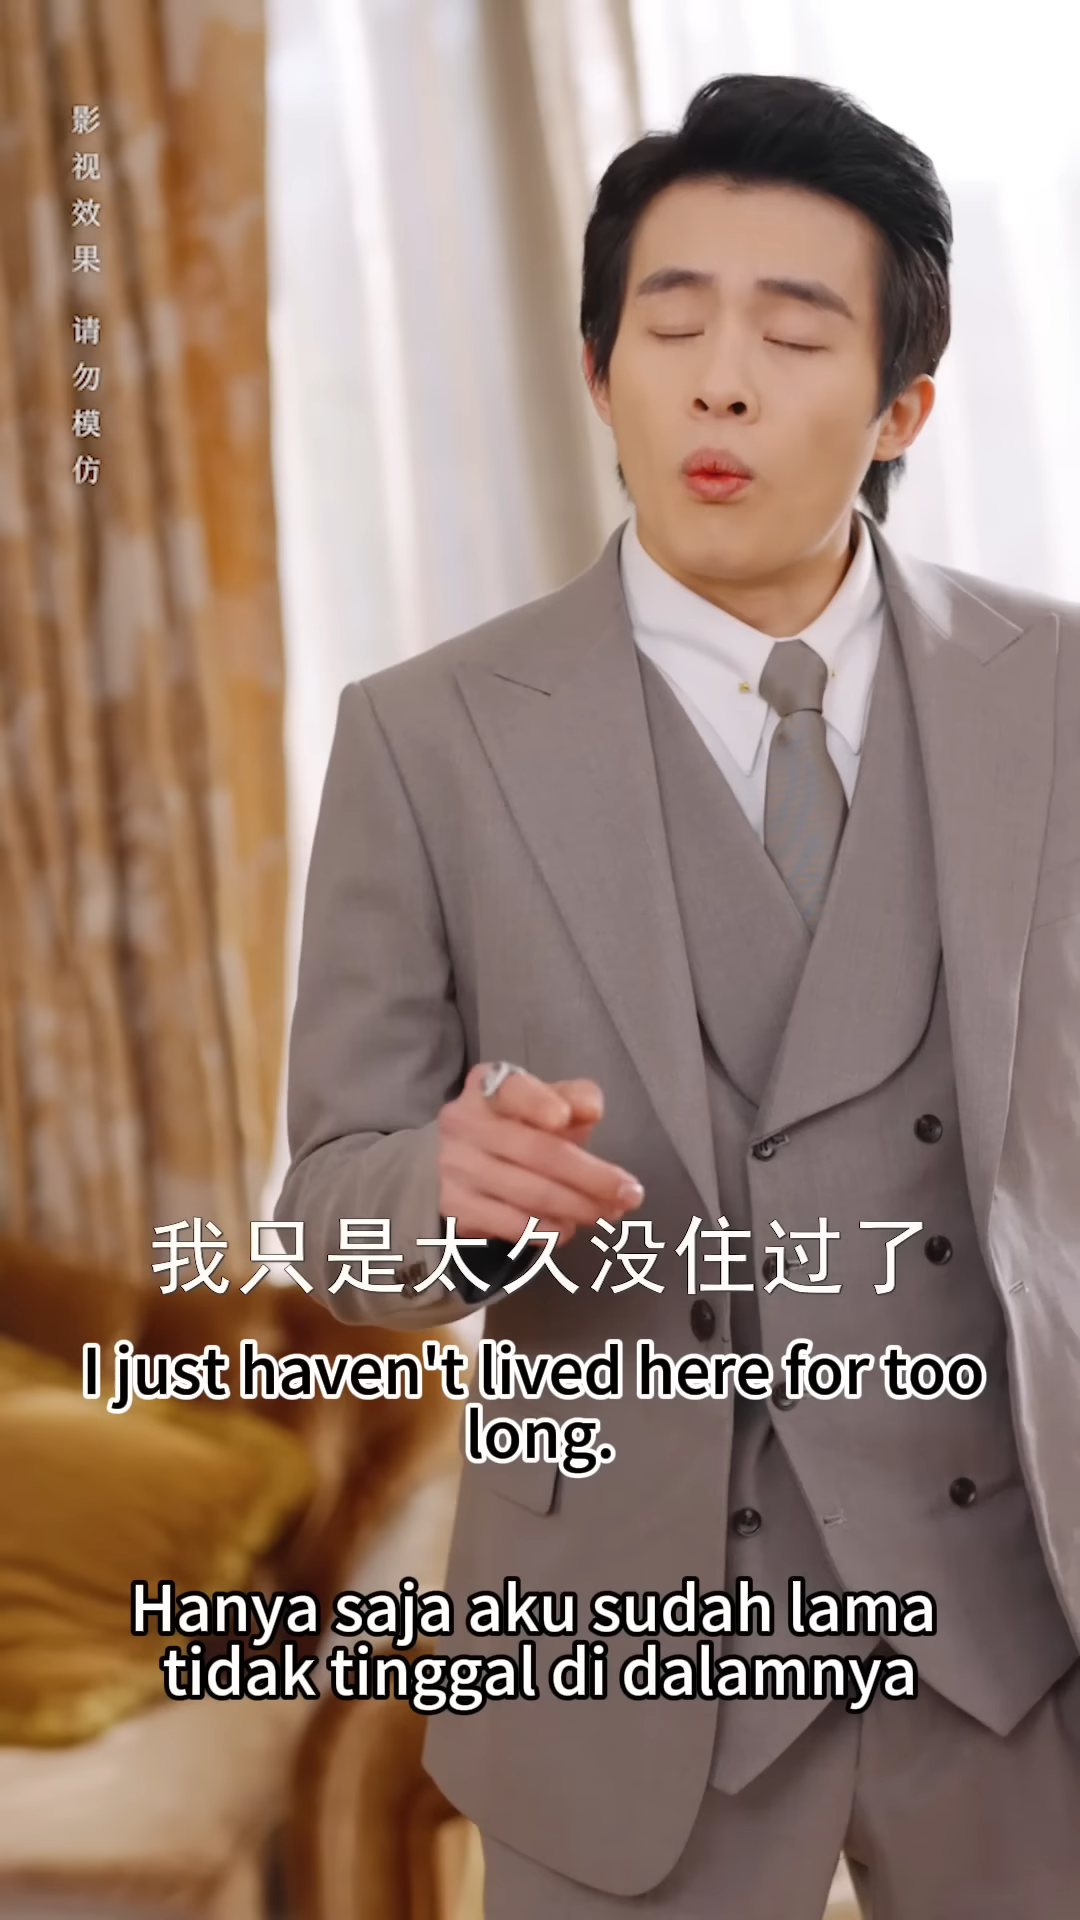 影视效果 请勿模仿
我只是太久没住过了
I just haven't lived here for too
long.
Hanya saja aku sudah lama
tidak tinggal di dalamnya